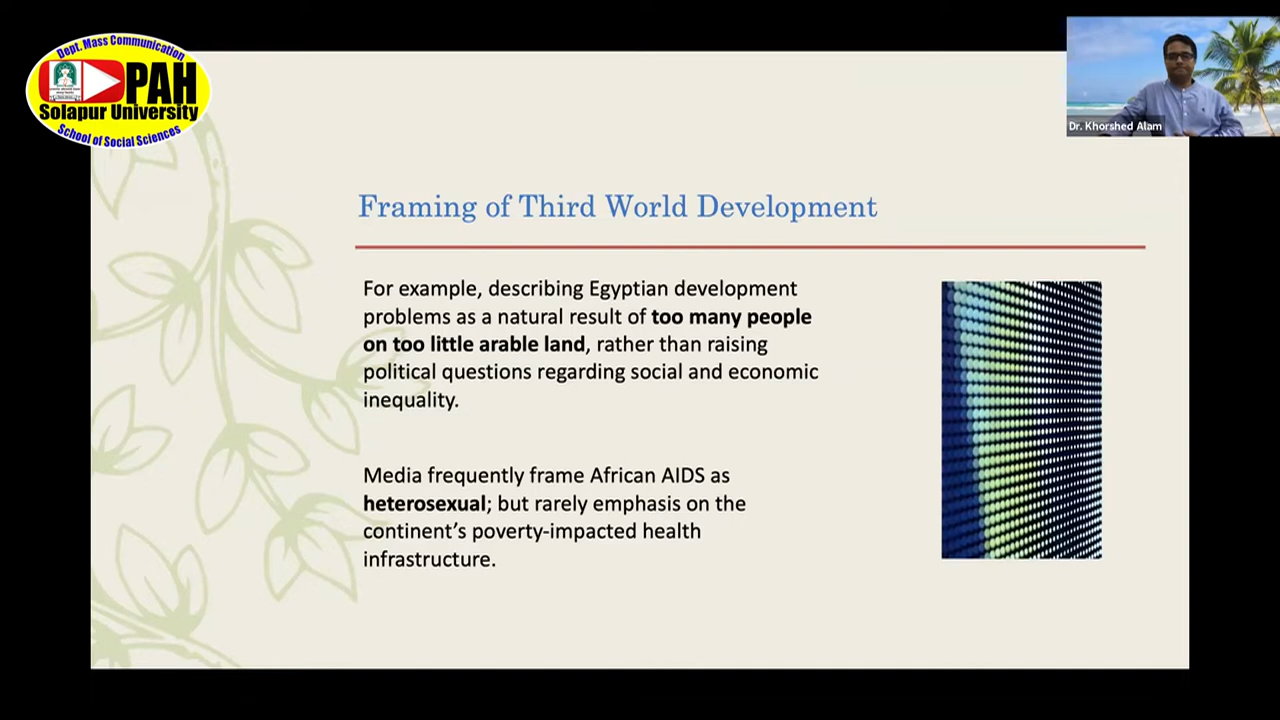 Dept. Mass Communication
PAH
Solapur University
School of Social Sciences
Dr. Khorshed Alam
Framing of Third World Development
For example, describing Egyptian development
problems as a natural result of too many people
on too little arable land, rather than raising
political questions regarding social and economic
inequality.
Media frequently frame African AIDS as
heterosexual; but rarely emphasis on the
continent’s poverty-impacted health
infrastructure.